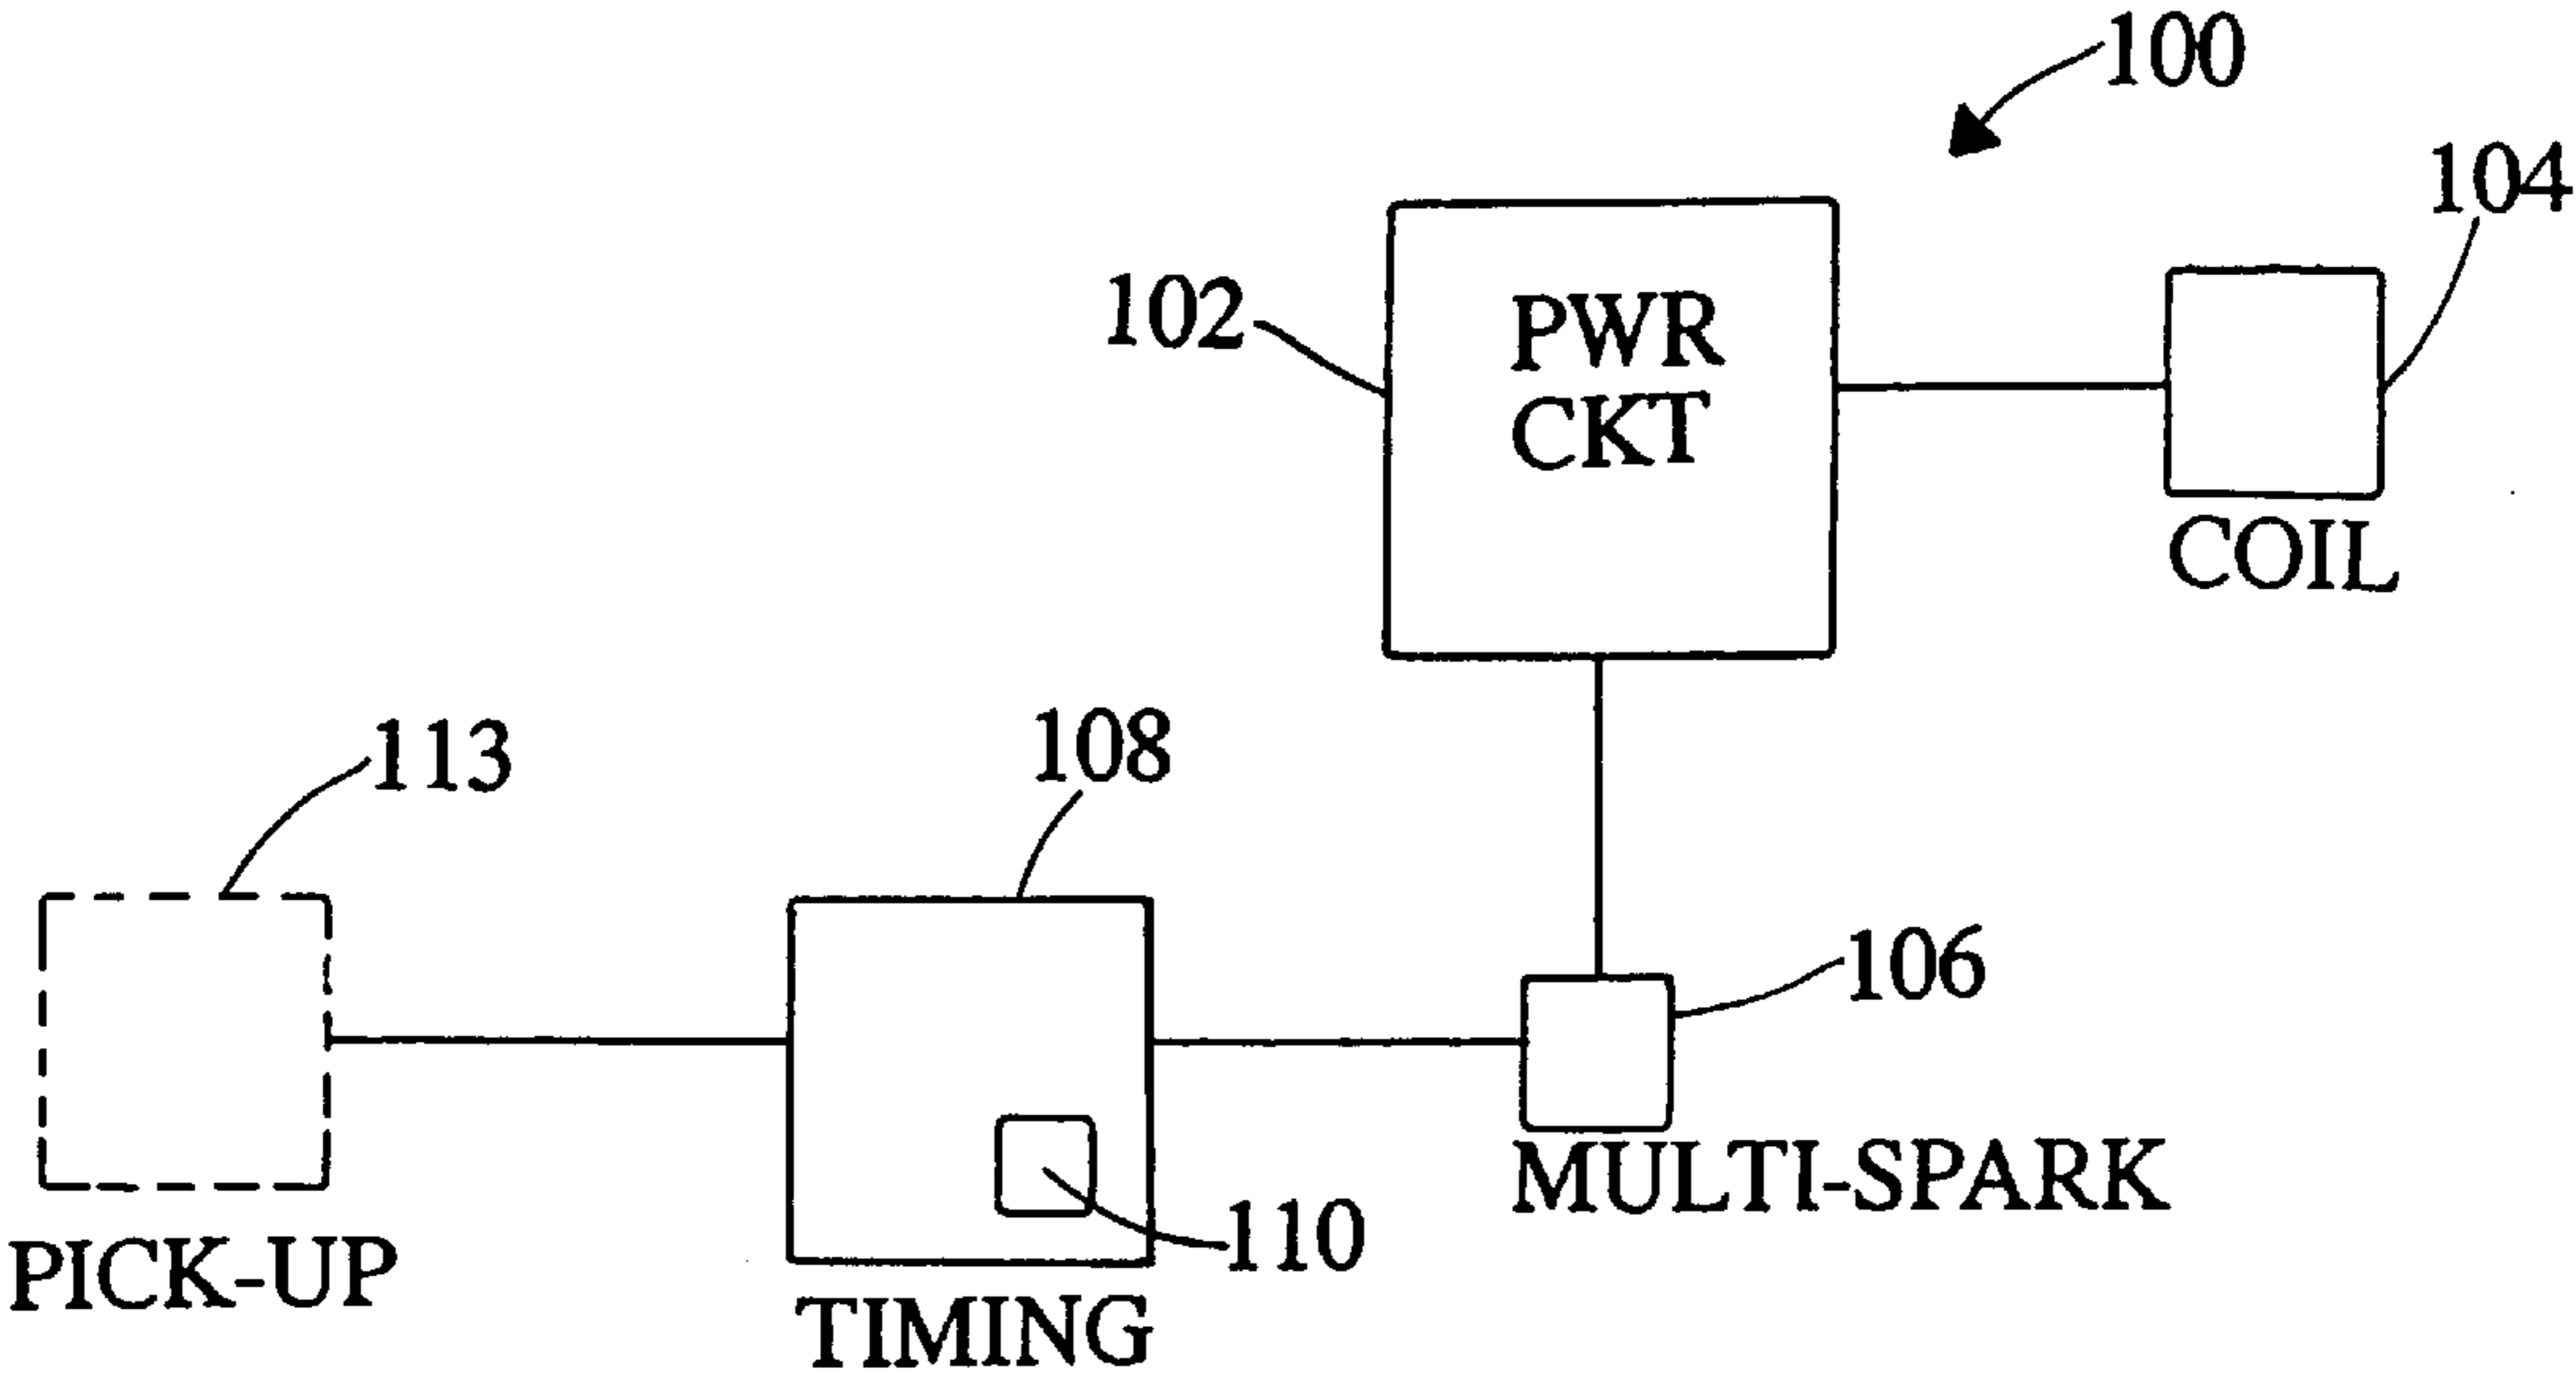 100
104
102
PWR
CKT
COIL
113
108
106
110
MULTI-SPARK
PICK-UP
TIMING